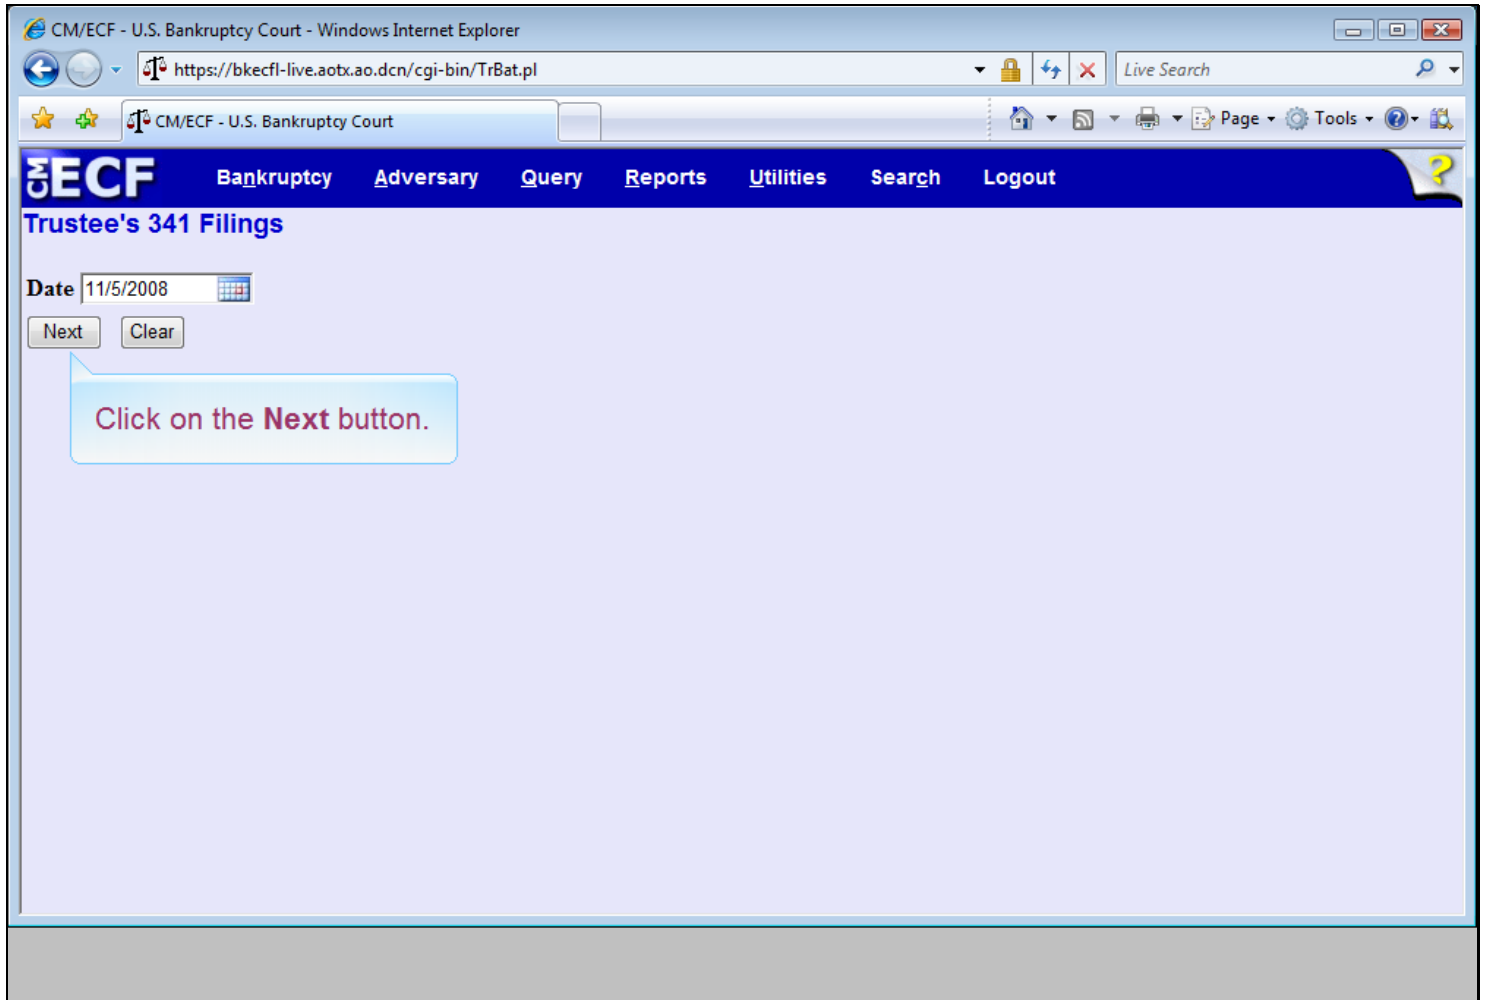 CM/ECF - U.S. Bankruptcy Court - Windows Internet Explorer
https://bkecfl-live.aotx.ao.dcn/cgi-bin/TrBat.pl
Live Search
CM/ECF - U.S. Bankruptcy Court
Page
Tools
CM ECF Bankruptcy Adversary Query Reports Utilities Search Logout ?
Trustee's 341 Filings
Date 11/5/2008
Next Clear
Click on the Next button.